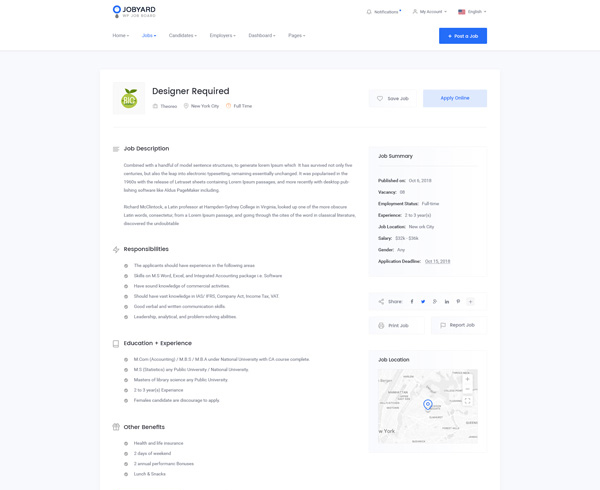 JOBYARD
WP JOB BOARD
Notifications
My Account
English
Home
Jobs
Candidates
Employers
Dashboard
Pages
+ Post a Job
Designer Required
Themeix
New York City
Full Time
Save Job
Apply Online
Job Description
Combined with a handful of model sentence structures, to generate lorem Ipsum which It has survived not only five
centuries, but also the leap into electronic typesetting, remaining essentially unchanged. It was popularised in the
1960s with the release of Letraset sheets containing Lorem Ipsum passages, and more recently with desktop pub-
lishing software like Aldus PageMaker including.
Richard McClintock, a Latin professor at Hampden-Sydney College in Virginia, looked up one of the more obscure
Latin words, consectetur, from a Lorem Ipsum passage, and going through the cites of the word in classical literature,
discovered the undoubtable
Responsibilities
The applicants should have experience in the following areas
Skills on M.S Word, Excel, and Integrated Accounting package i.e. Software.
Have sound knowledge of commercial activities.
Should have vast knowledge in IAS/ IFRS, Company Act, Income Tax, VAT
Good verbal and written communication skills.
Leadership, analytical, and problem-solving abilities.
Education + Experience
M.Com (Accounting) / M.B.S / M.B.A under National University with CA course complete.
M.S (Statistics) any Public University / National University.
Masters of library science any Public University.
2 to 3 year(s) Experience
Females candidate are discourage to apply.
Other Benefits
Health and life insurance
2 days of weekend
2 annual performanc Bonuses
Lunch & Snacks
Job Summary
Published on: Oct 6, 2018
Vacancy: 08
Employment Status: Full time
Experience: 2 to 3 year(s)
Job Location: New ork City
Salary: $32k - $36k
Gender: Any
Application Deadline: Oct 15, 2018
Share:
Print Job
Report Job
Job Location
MANHATTAN
w York